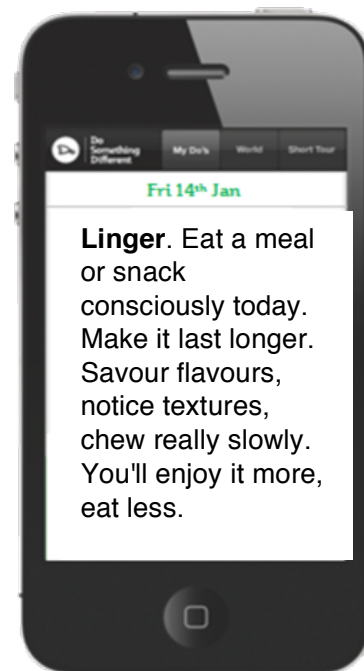 Do
Something
Different
My Do's
World
Short Tour
Fri 14th Jan
Linger. Eat a meal
or snack
consciously today.
Make it last longer.
Savour flavours,
notice textures,
chew really slowly.
You'll enjoy it more,
eat less.